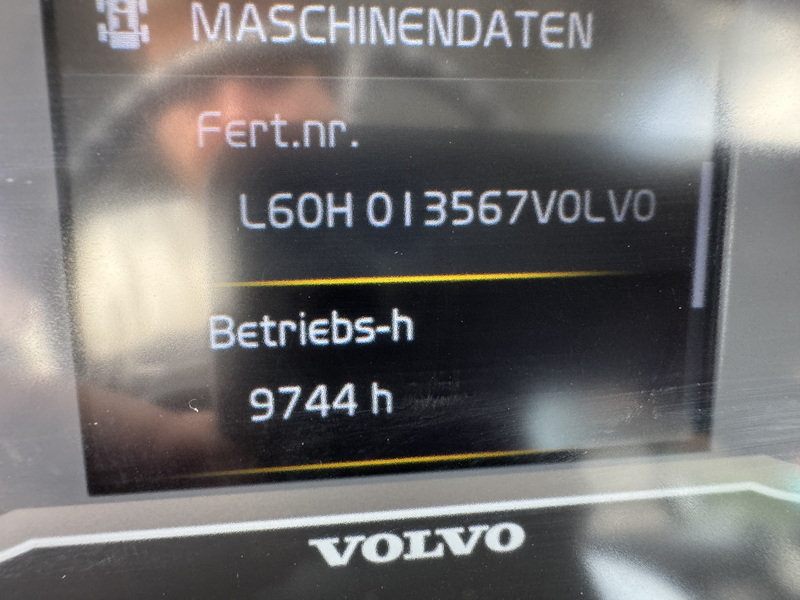 MASCHINENDATEN
Fert.nr.
L60H 013567VOLVO
Betriebs-h
9744 h
VOLVO